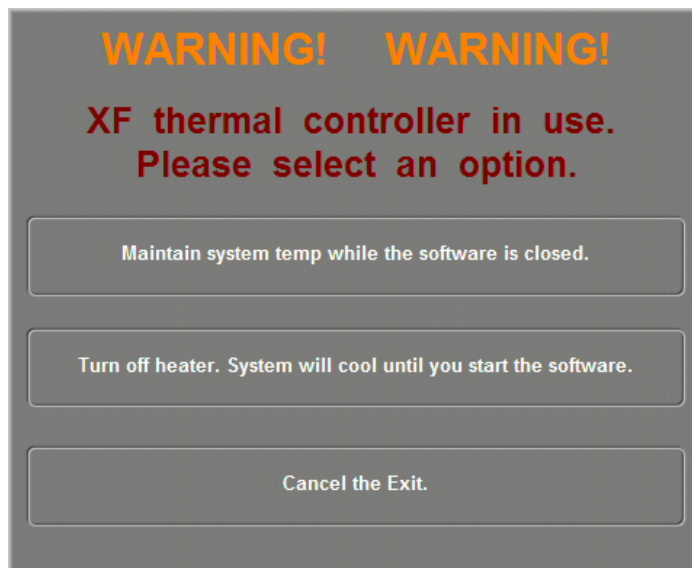 WARNING! WARNING!
XF thermal controller in use.
Please select an option.
Maintain system temp while the software is closed.
Turn off heater. System will cool until you start the software.
Cancel the Exit.